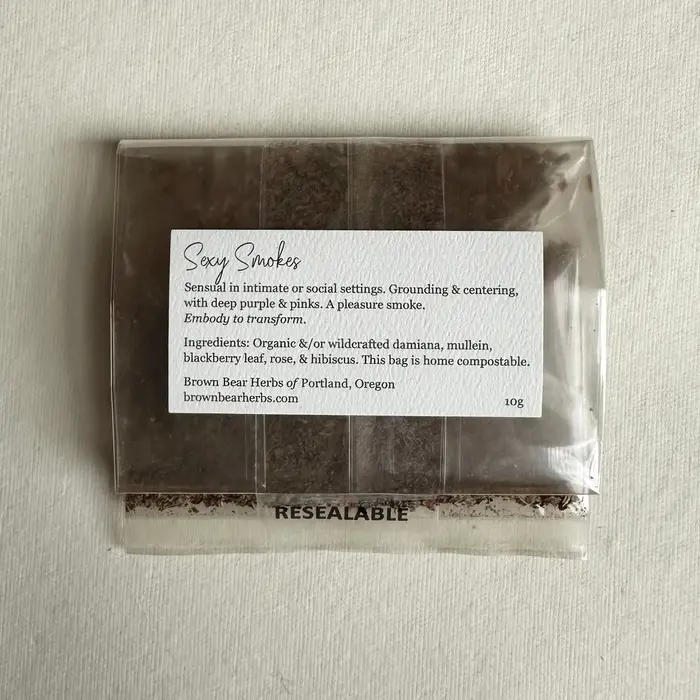 Sexy Smokes
Sensual in intimate or social settings. Grounding & centering,
with deep purple & pinks. A pleasure smoke.
Embody to transform.
Ingredients: Organic &/or wildcrafted damiana, mullein,
blackberry leaf, rose, & hibiscus. This bag is home compostable.
Brown Bear Herbs of Portland, Oregon
brownbearherbs.com
10g
RESEALABLE